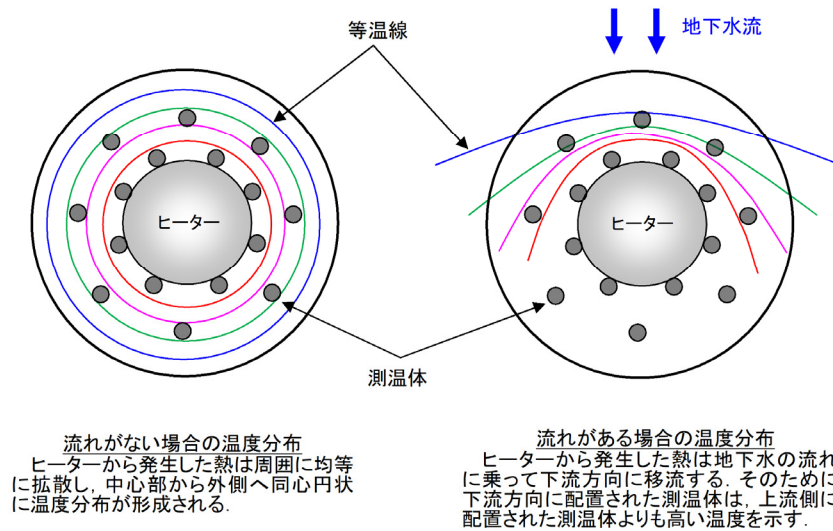 等温線
地下水流
ヒーター
ヒーター
測温体
流れがない場合の温度分布
ヒーターから発生した熱は周囲に均等
に拡散し，中心部から外側へ同心円状
に温度分布が形成される．
流れがある場合の温度分布
ヒーターから発生した熱は地下水の流れ
に乗って下流方向に移流する．そのために
下流方向に配置された測温体は，上流側に
配置された測温体よりも高い温度を示す．